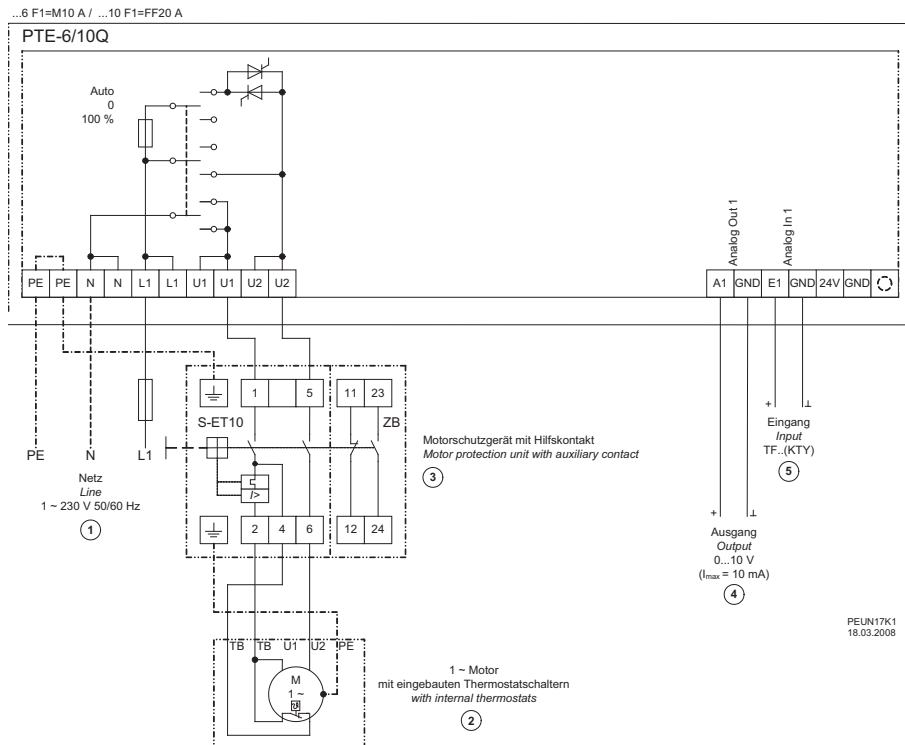 ...6 F1=M10 A / ...10 F1=FF20 A
PTE-6/10Q
Auto
0
100 %
Analog Out 1
Analog In 1
PE PE N N L1 L1 U1 U1 U2 U2
A1 GND E1 GND 24V GND
1 5 11 23
S-ET10 ZB
I>
2 4 6 12 24
PE N L1
Netz
Line
1 ~ 230 V 50/60 Hz
1
Motorschutzgerät mit Hilfskontakt
Motor protection unit with auxiliary contact
3
+ ⊥
Eingang
Input
TF..(KTY)
5
+ ⊥
Ausgang
Output
0...10 V
(Imax = 10 mA)
4
PEUN17K1
18.03.2008
TB TB U1 U2 PE
M
1 ~
1 ~ Motor
mit eingebauten Thermostatschaltern
with internal thermostats
2